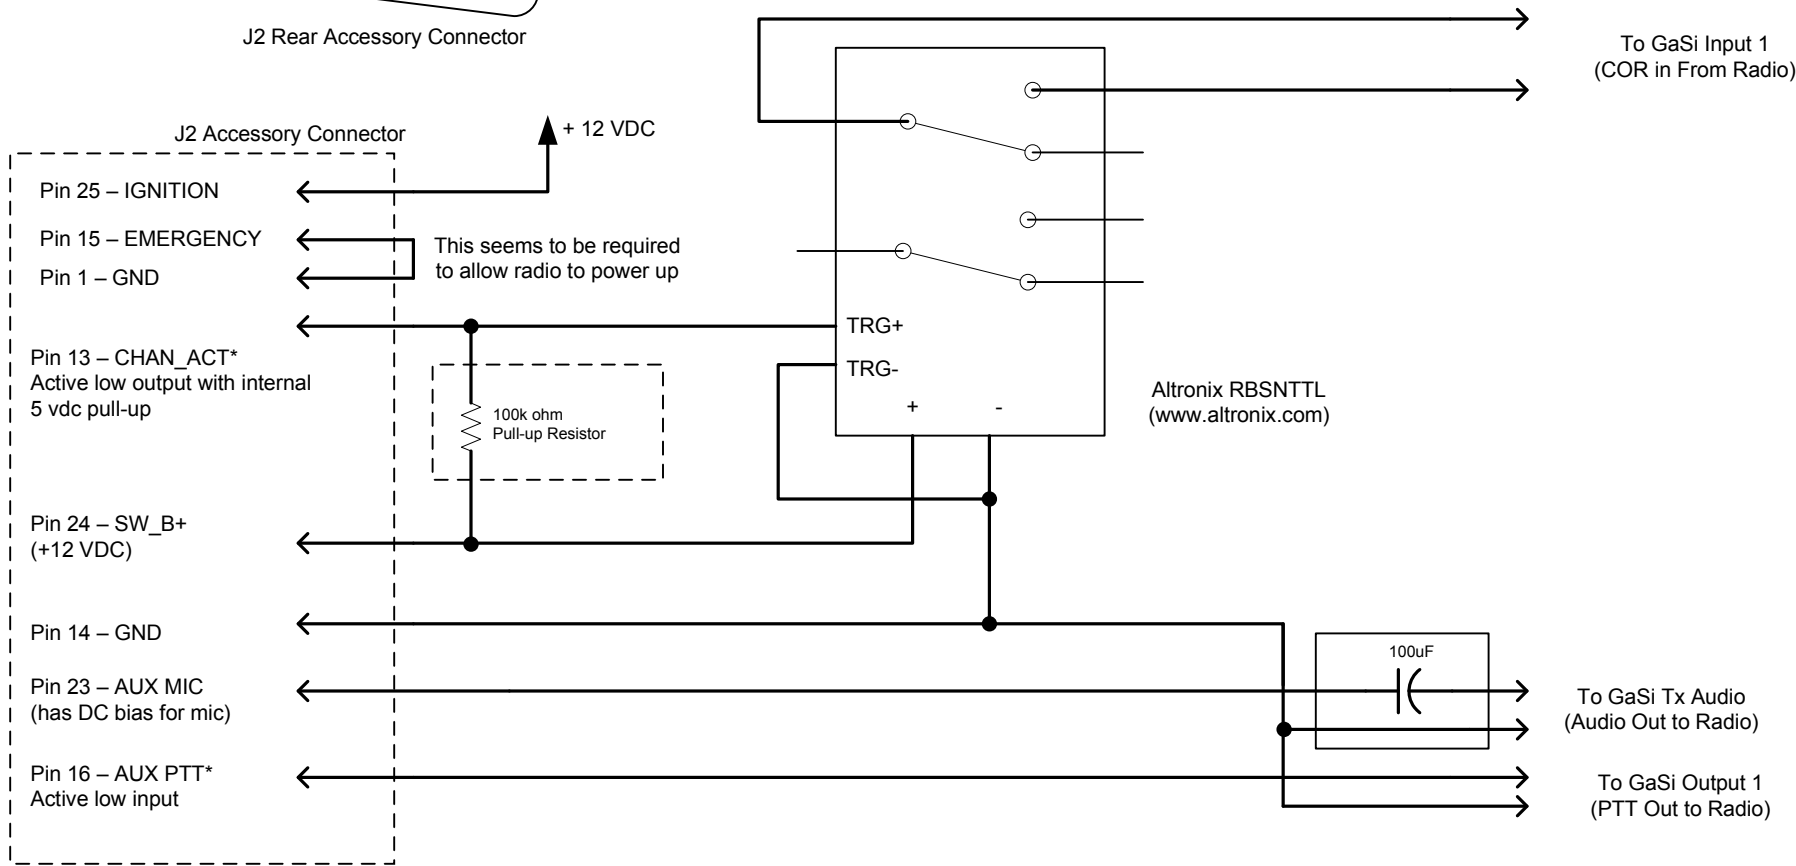 J2 Rear Accessory Connector
To GaSi Input 1
(COR in From Radio)
J2 Accessory Connector
+ 12 VDC
Pin 25 – IGNITION
Pin 15 – EMERGENCY
Pin 1 – GND
This seems to be required
to allow radio to power up
TRG+
TRG-
+
-
Pin 13 – CHAN_ACT*
Active low output with internal
5 vdc pull-up
100k ohm
Pull-up Resistor
Altronix RBSNTTL
(www.altronix.com)
Pin 24 – SW_B+
(+12 VDC)
Pin 14 – GND
100uF
Pin 23 – AUX MIC
(has DC bias for mic)
To GaSi Tx Audio
(Audio Out to Radio)
Pin 16 – AUX PTT*
Active low input
To GaSi Output 1
(PTT Out to Radio)